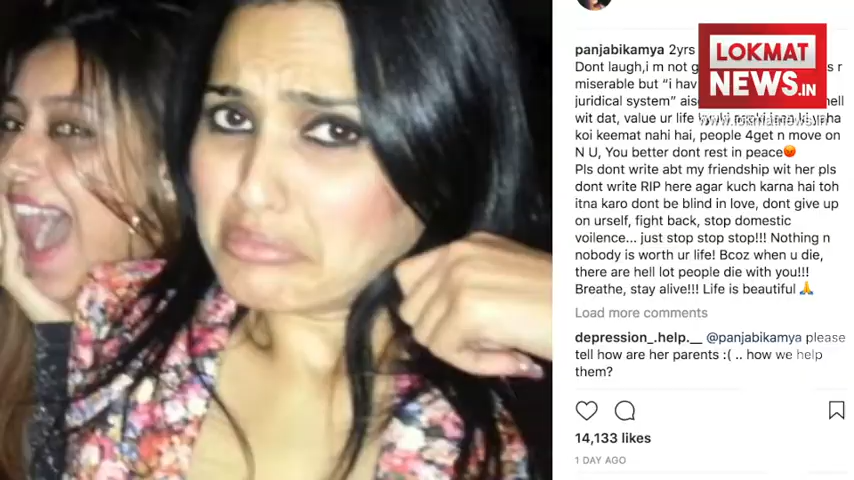 LOKMAT
NEWS.IN
www.lokmatnews.in
panjabikamya 2yrs
Dont laugh,i m not g
miserable but “i hav
juridical system”
wit dat, value ur life
koi keemat nahi hai, people 4get n move on
N U, You better dont rest in peace😡
Pls dont write abt my friendship wit her pls
dont write RIP here agar kuch karna hai toh
itna karo dont be blind in love, dont give up
on urself, fight back, stop domestic
voilence... just stop stop stop!!! Nothing n
nobody is worth ur life! Bcoz when u die,
there are hell lot people die with you!!!
Breathe, stay alive!!! Life is beautiful 🙏
Load more comments
depression_.help.__ @panjabikamya please
tell how are her parents :( .. how we help
them?
14,133 likes
1 DAY AGO